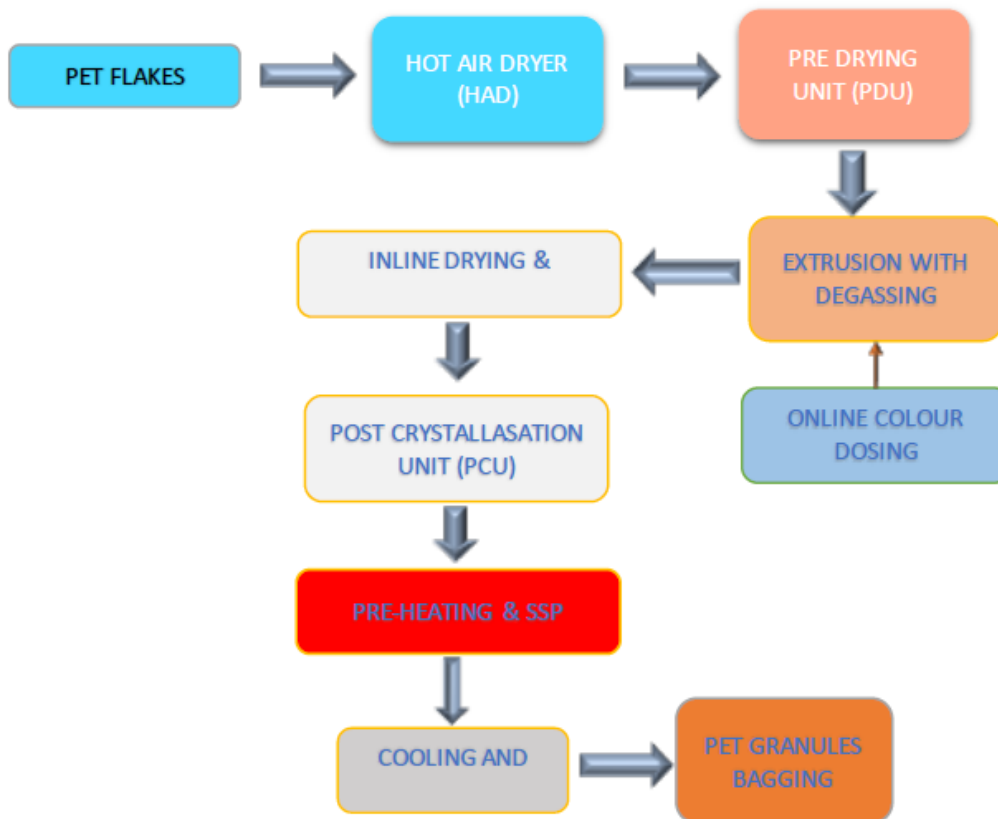 PET FLAKES
HOT AIR DRYER
(HAD)
PRE DRYING
UNIT (PDU)
EXTRUSION WITH
DEGASSING
ONLINE COLOUR
DOSING
INLINE DRYING &
POST CRYSTALLASATION
UNIT (PCU)
PRE-HEATING & SSP
COOLING AND
PET GRANULES
BAGGING